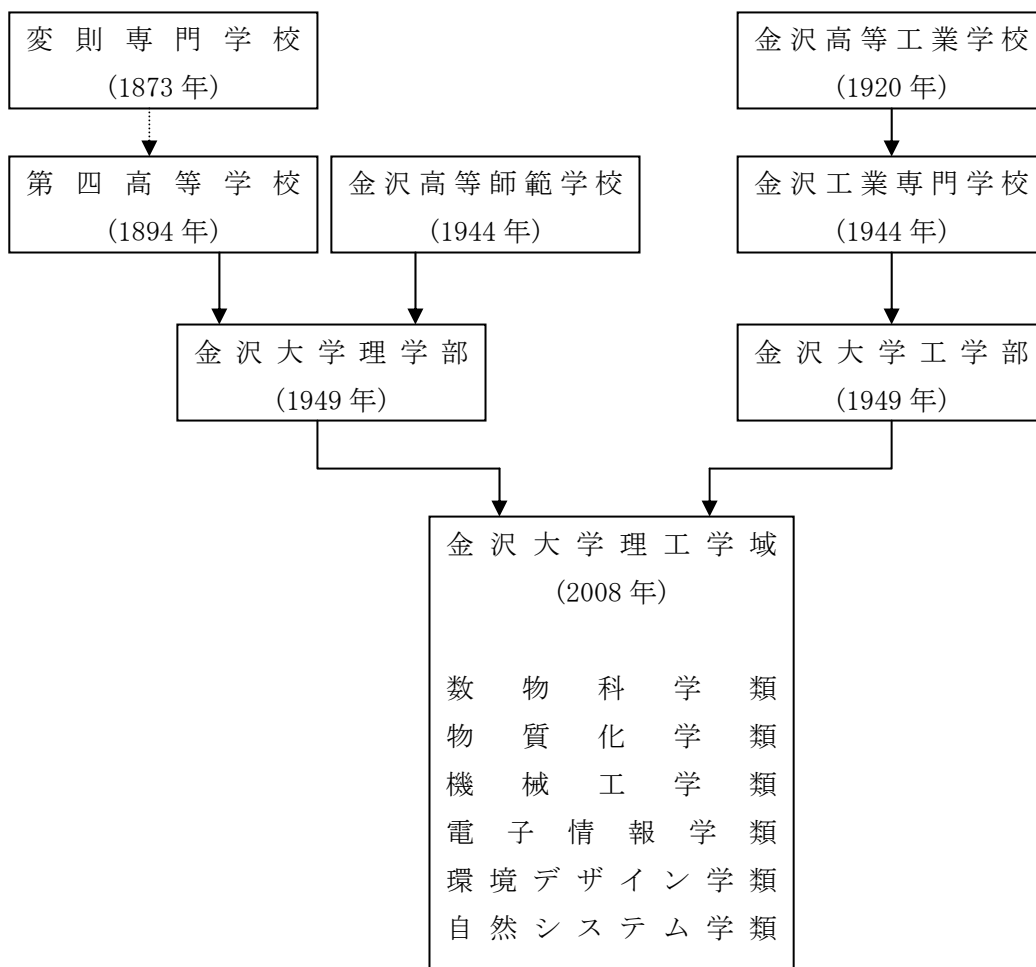 変則専門学校
(1873年)
金沢高等工業学校
(1920年)
第四高等学校
(1894年)
金沢高等師範学校
(1944年)
金沢工業専門学校
(1944年)
金沢大学理学部
(1949年)
金沢大学工学部
(1949年)
金沢大学理工学域
(2008年)
数物科学類
物質化学類
機械工学類
電子情報学類
環境デザイン学類
自然システム学類